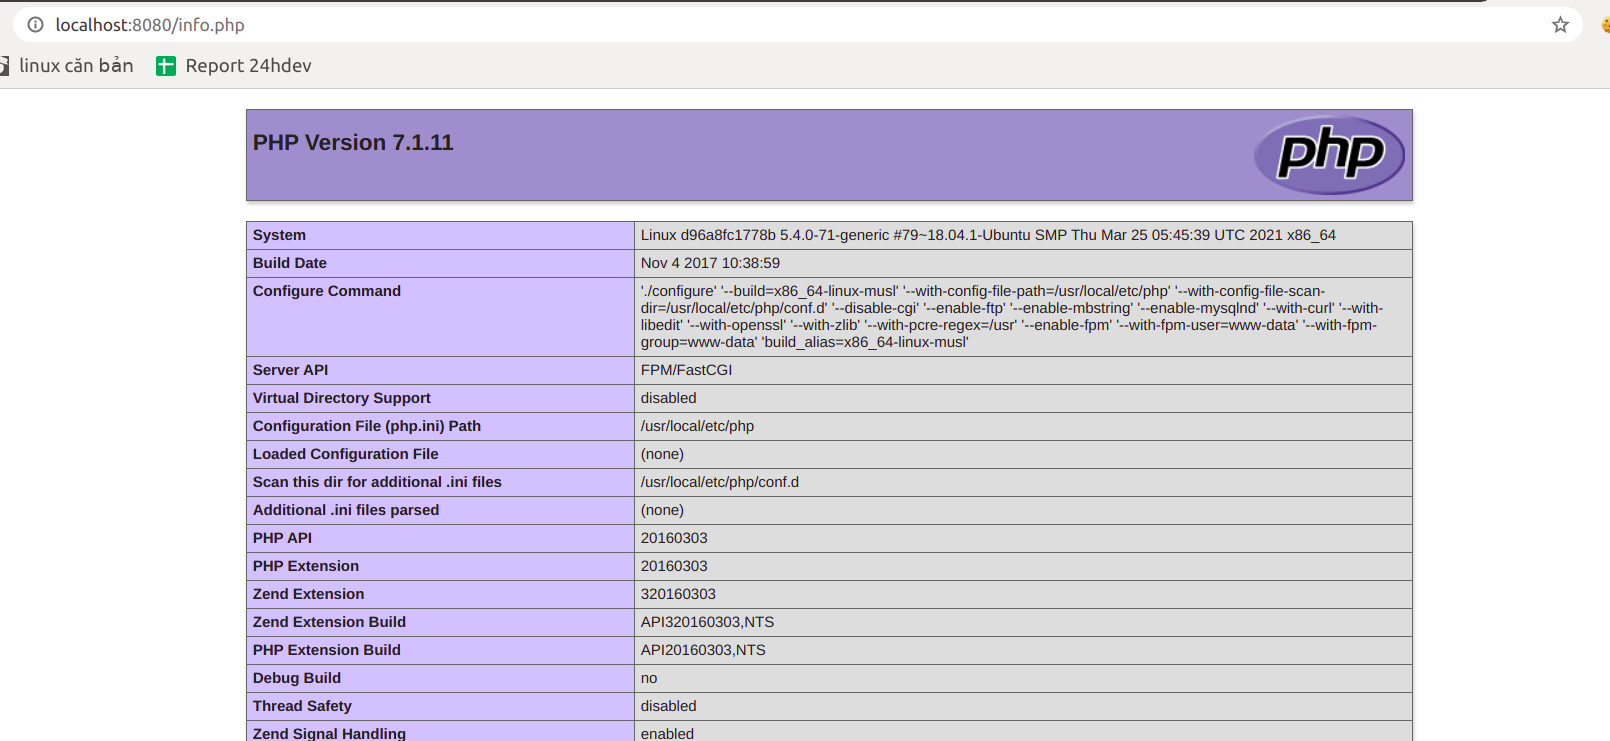 localhost:8080/info.php
linux căn bản Report 24hdev
PHP Version 7.1.11
php
System Linux d96a8fc1778b 5.4.0-71-generic #79~18.04.1-Ubuntu SMP Thu Mar 25 05:45:39 UTC 2021 x86_64
Build Date Nov 4 2017 10:38:59
Configure Command './configure' '--build=x86_64-linux-musl' '--with-config-file-path=/usr/local/etc/php' '--with-config-file-scan-
dir=/usr/local/etc/php/conf.d' '--disable-cgi' '--enable-ftp' '--enable-mbstring' '--enable-mysqlnd' '--with-curl' '--with-
libedit' '--with-openssl' '--with-zlib' '--with-pcre-regex=/usr' '--enable-fpm' '--with-fpm-user=www-data' '--with-fpm-
group=www-data' 'build_alias=x86_64-linux-musl'
Server API FPM/FastCGI
Virtual Directory Support disabled
Configuration File (php.ini) Path /usr/local/etc/php
Loaded Configuration File (none)
Scan this dir for additional .ini files /usr/local/etc/php/conf.d
Additional .ini files parsed (none)
PHP API 20160303
PHP Extension 20160303
Zend Extension 320160303
Zend Extension Build API320160303,NTS
PHP Extension Build API20160303,NTS
Debug Build no
Thread Safety disabled
Zend Signal Handling enabled